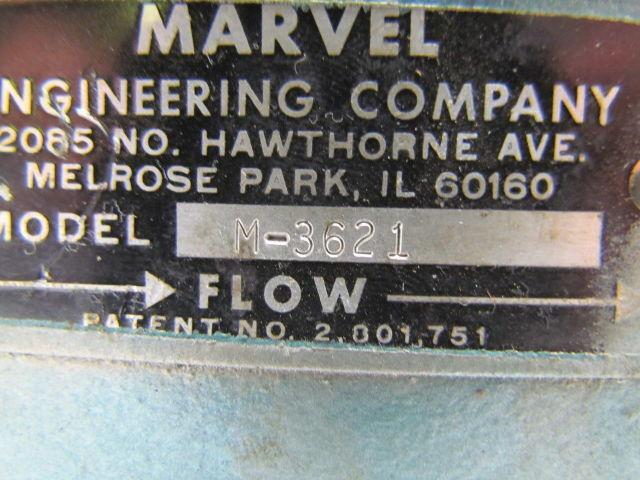 MARVEL
NGINEERING COMPANY
2085 NO. HAWTHORNE AVE.
MELROSE PARK, IL 60160
MODEL M-3621
FLOW
PATENT NO. 2,801,751